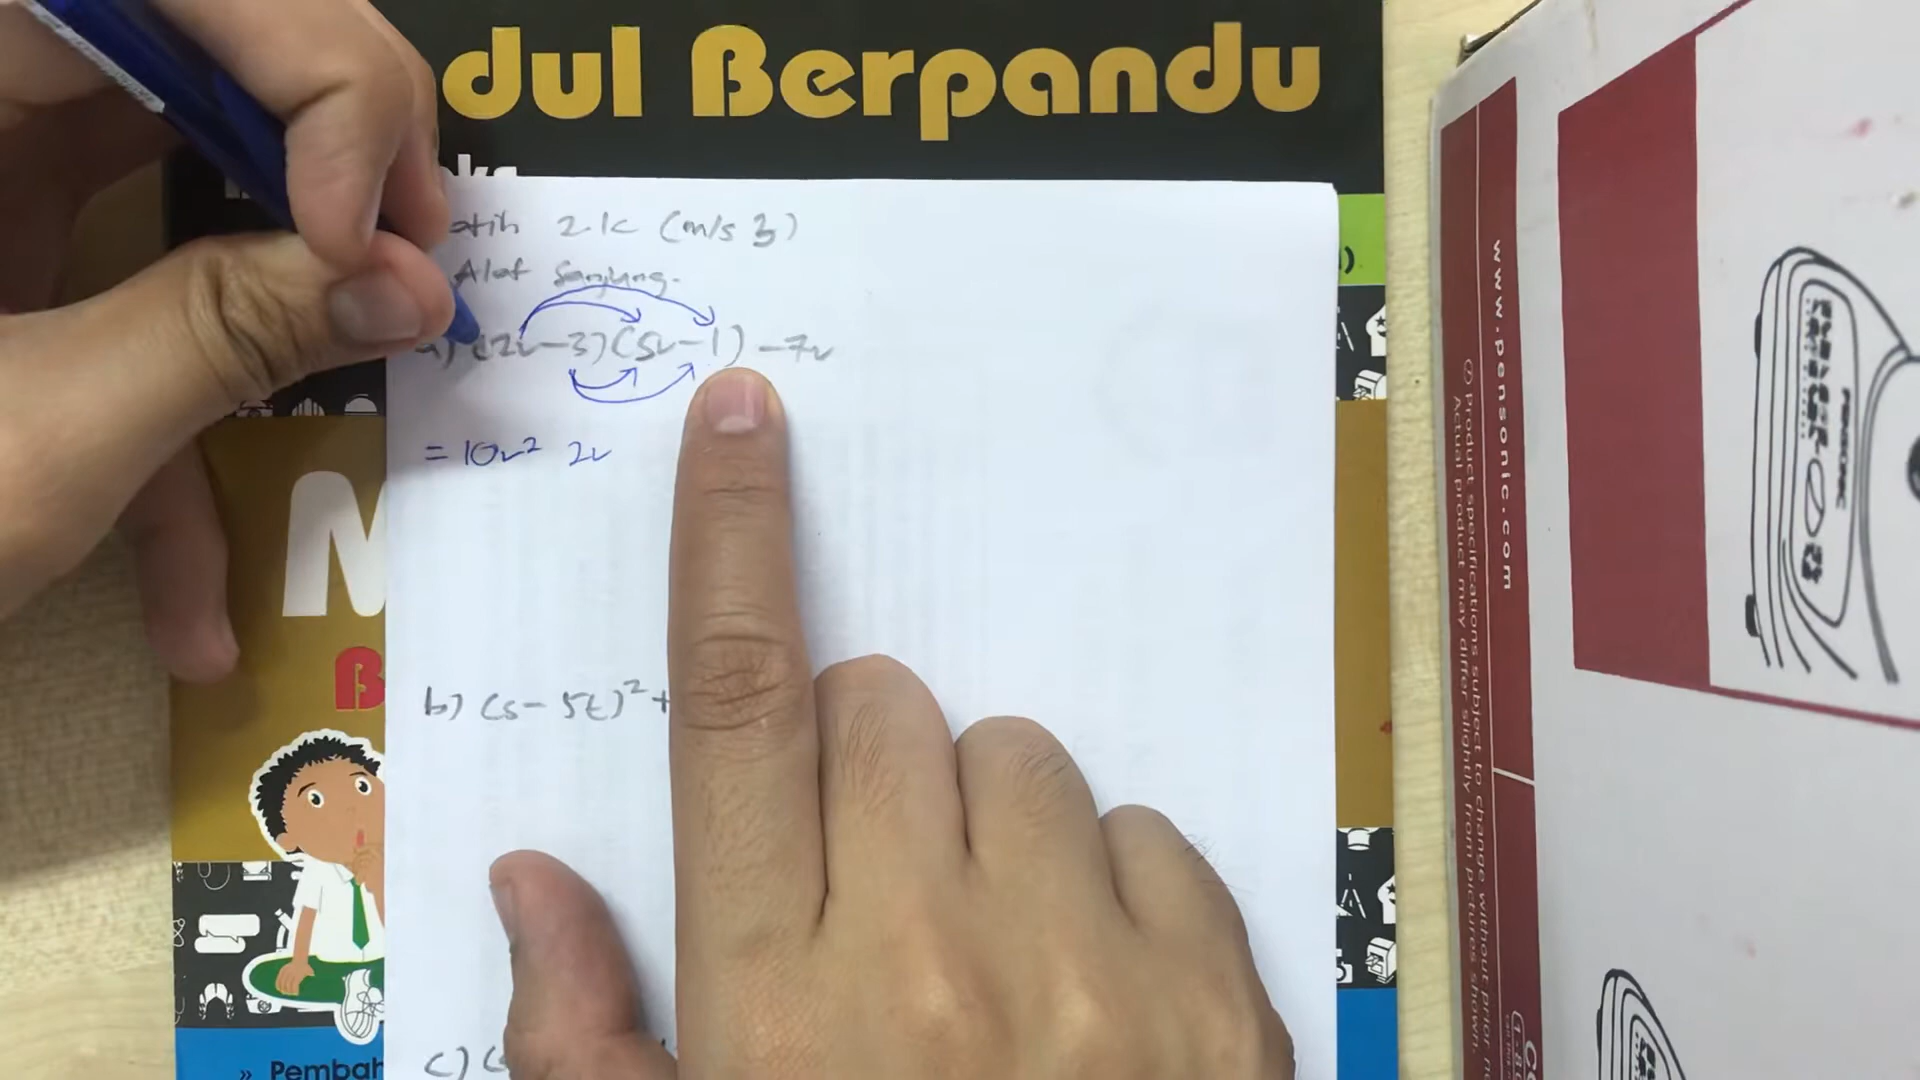 dul Berpandu
atih 2.1c (m/s 3)
Alaf Sanjung.
a) (2v-3)(5v-1) -7v
= 10v² 2v
b) (s- 5t)² +
c) (
M
B
» Pembah
www.pensonic.com
Product specifications subject to change without prior
Actual product may differ slightly from pictures shown.
PENSONIC